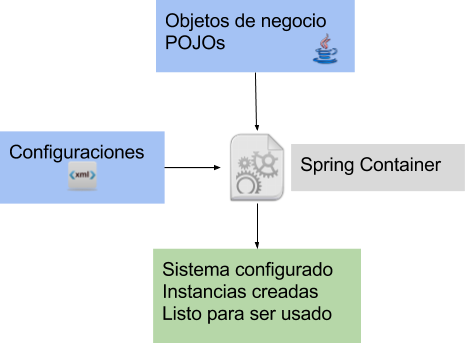 Objetos de negocio
POJOs
Configuraciones
<xml>
Spring Container
Sistema configurado
Instancias creadas
Listo para ser usado